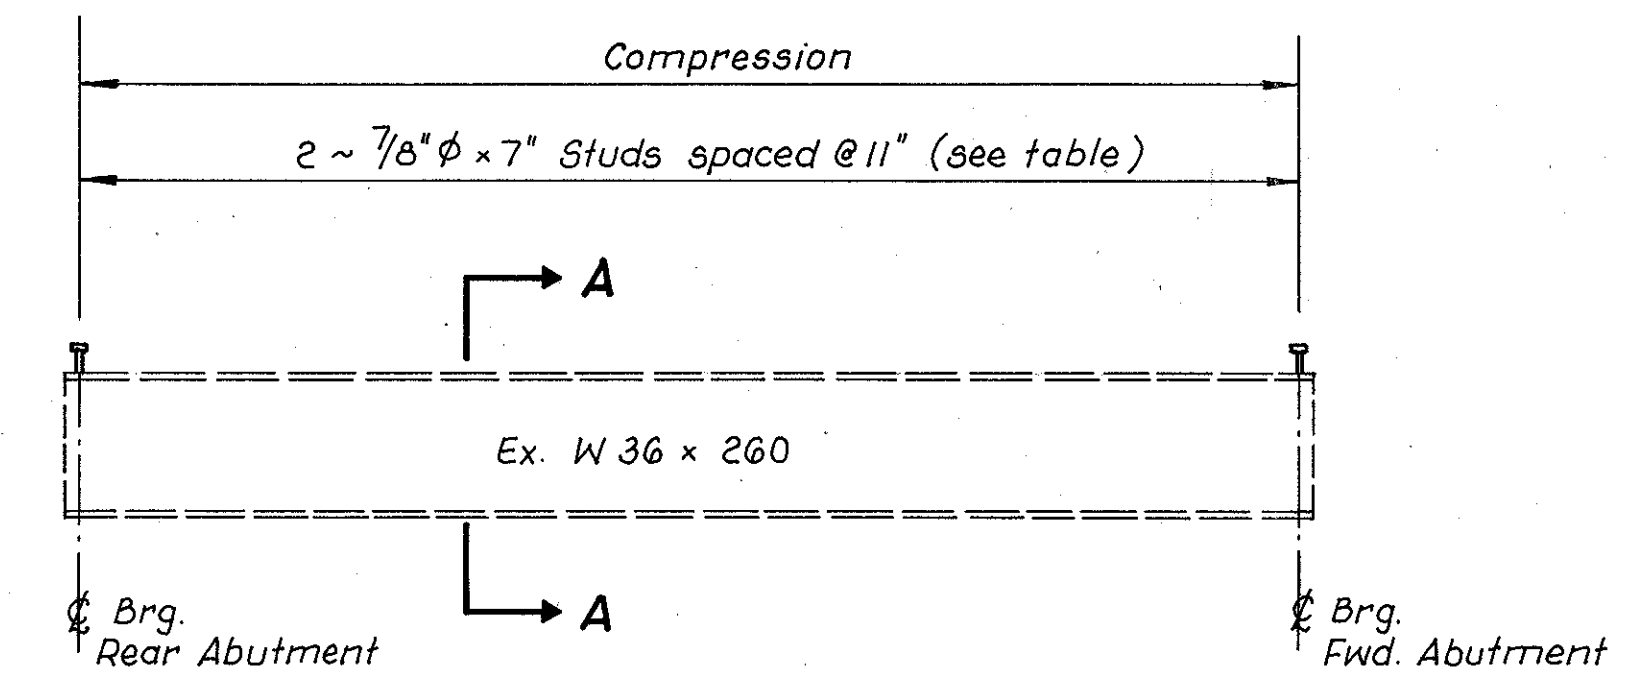 Compression
2 ~ 7/8" ϕ x 7" Studs spaced @ 11" (see table)
A
Ex. W 36 x 260
A
℄ Brg.
Rear Abutment
℄ Brg.
Fwd. Abutment